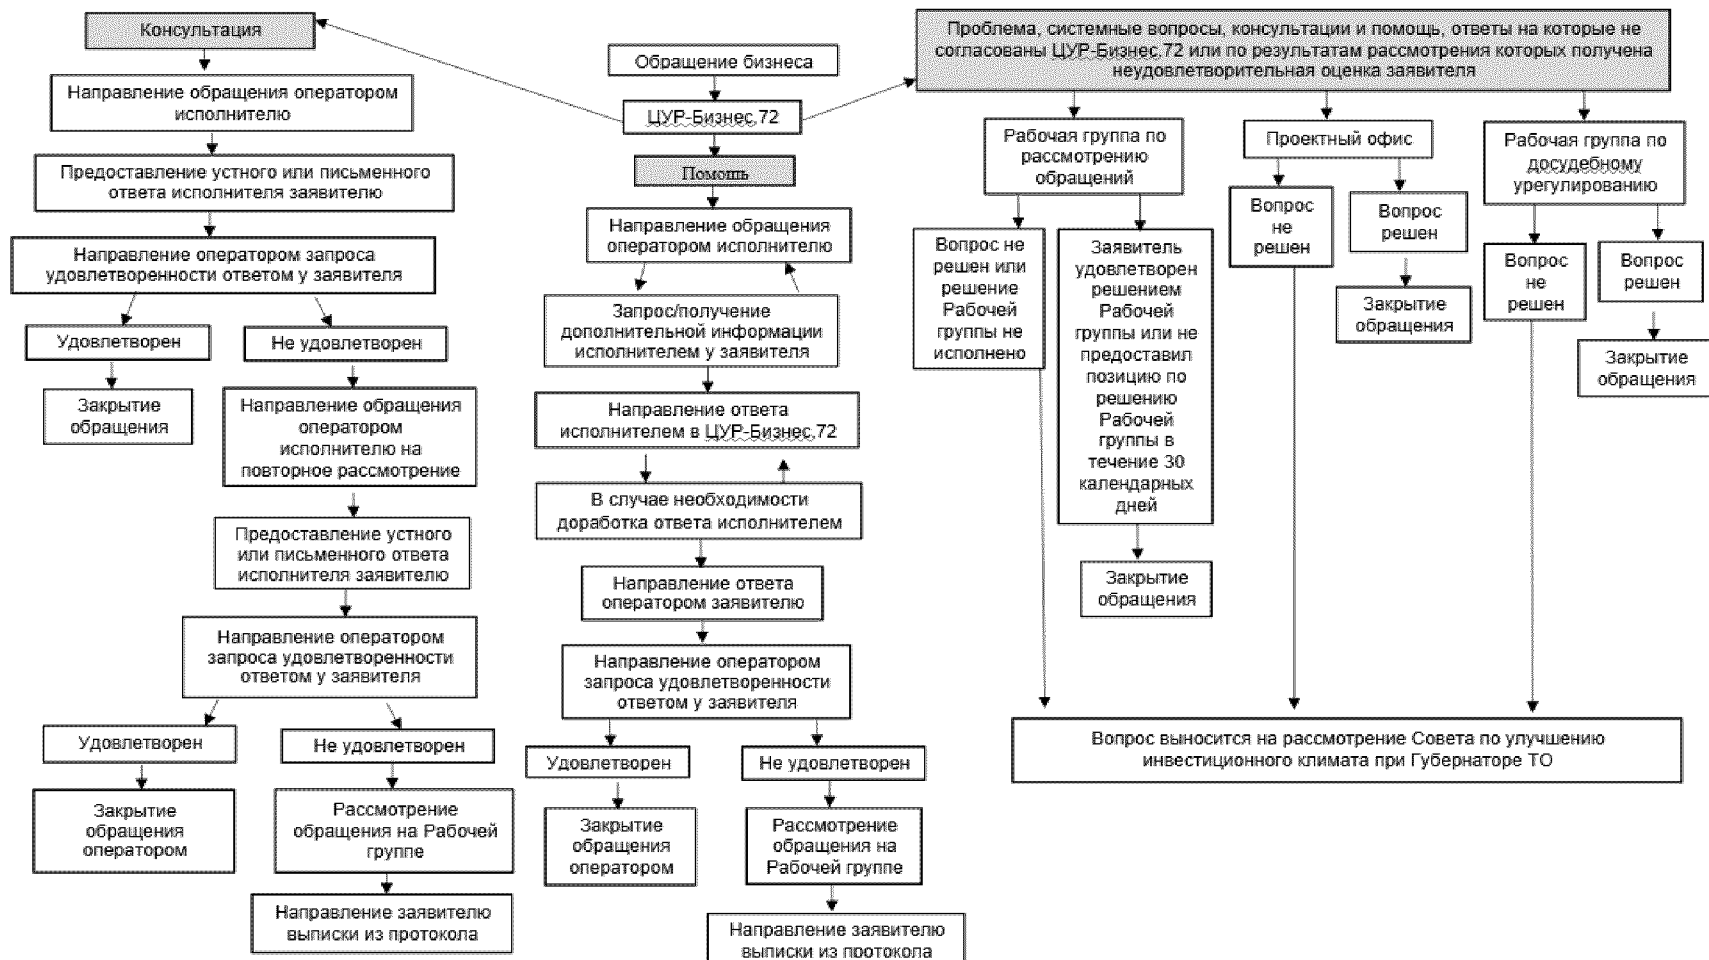 Консультация
Направление обращения оператором
исполнителю
Предоставление устного или письменного
ответа исполнителя заявителю
Направление оператором запроса
удовлетворенности ответом у заявителя
Удовлетворен
Не удовлетворен
Закрытие
обращения
Направление обращения
оператором
исполнителю на
повторное рассмотрение
Предоставление устного
или письменного ответа
исполнителя заявителю
Направление оператором
запроса удовлетворенности
ответом у заявителя
Удовлетворен
Не удовлетворен
Закрытие
обращения
оператором
Рассмотрение
обращения на Рабочей
группе
Направление заявителю
выписки из протокола
Обращение бизнеса
ЦУР-Бизнес.72
Помощь
Направление обращения
оператором исполнителю
Запрос/получение
дополнительной информации
исполнителем у заявителя
Направление ответа
исполнителем в ЦУР-Бизнес.72
В случае необходимости
доработка ответа исполнителем
Направление ответа
оператором заявителю
Направление оператором
запроса удовлетворенности
ответом у заявителя
Удовлетворен
Не удовлетворен
Закрытие
обращения
оператором
Рассмотрение
обращения на
Рабочей группе
Направление заявителю
выписки из протокола
Проблема, системные вопросы, консультации и помощь, ответы на которые не
согласованы ЦУР-Бизнес.72 или по результатам рассмотрения которых получена
неудовлетворительная оценка заявителя
Рабочая группа по
рассмотрению
обращений
Вопрос не
решен или
решение
Рабочей
группы не
исполнено
Заявитель
удовлетворен
решением
Рабочей
группы или не
предоставил
позицию по
решению
Рабочей
группы в
течение 30
календарных
дней
Закрытие
обращения
Проектный офис
Вопрос
не
решен
Вопрос
решен
Закрытие
обращения
Рабочая группа по
досудебному
урегулированию
Вопрос
не
решен
Вопрос
решен
Закрытие
обращения
Вопрос выносится на рассмотрение Совета по улучшению
инвестиционного климата при Губернаторе ТО